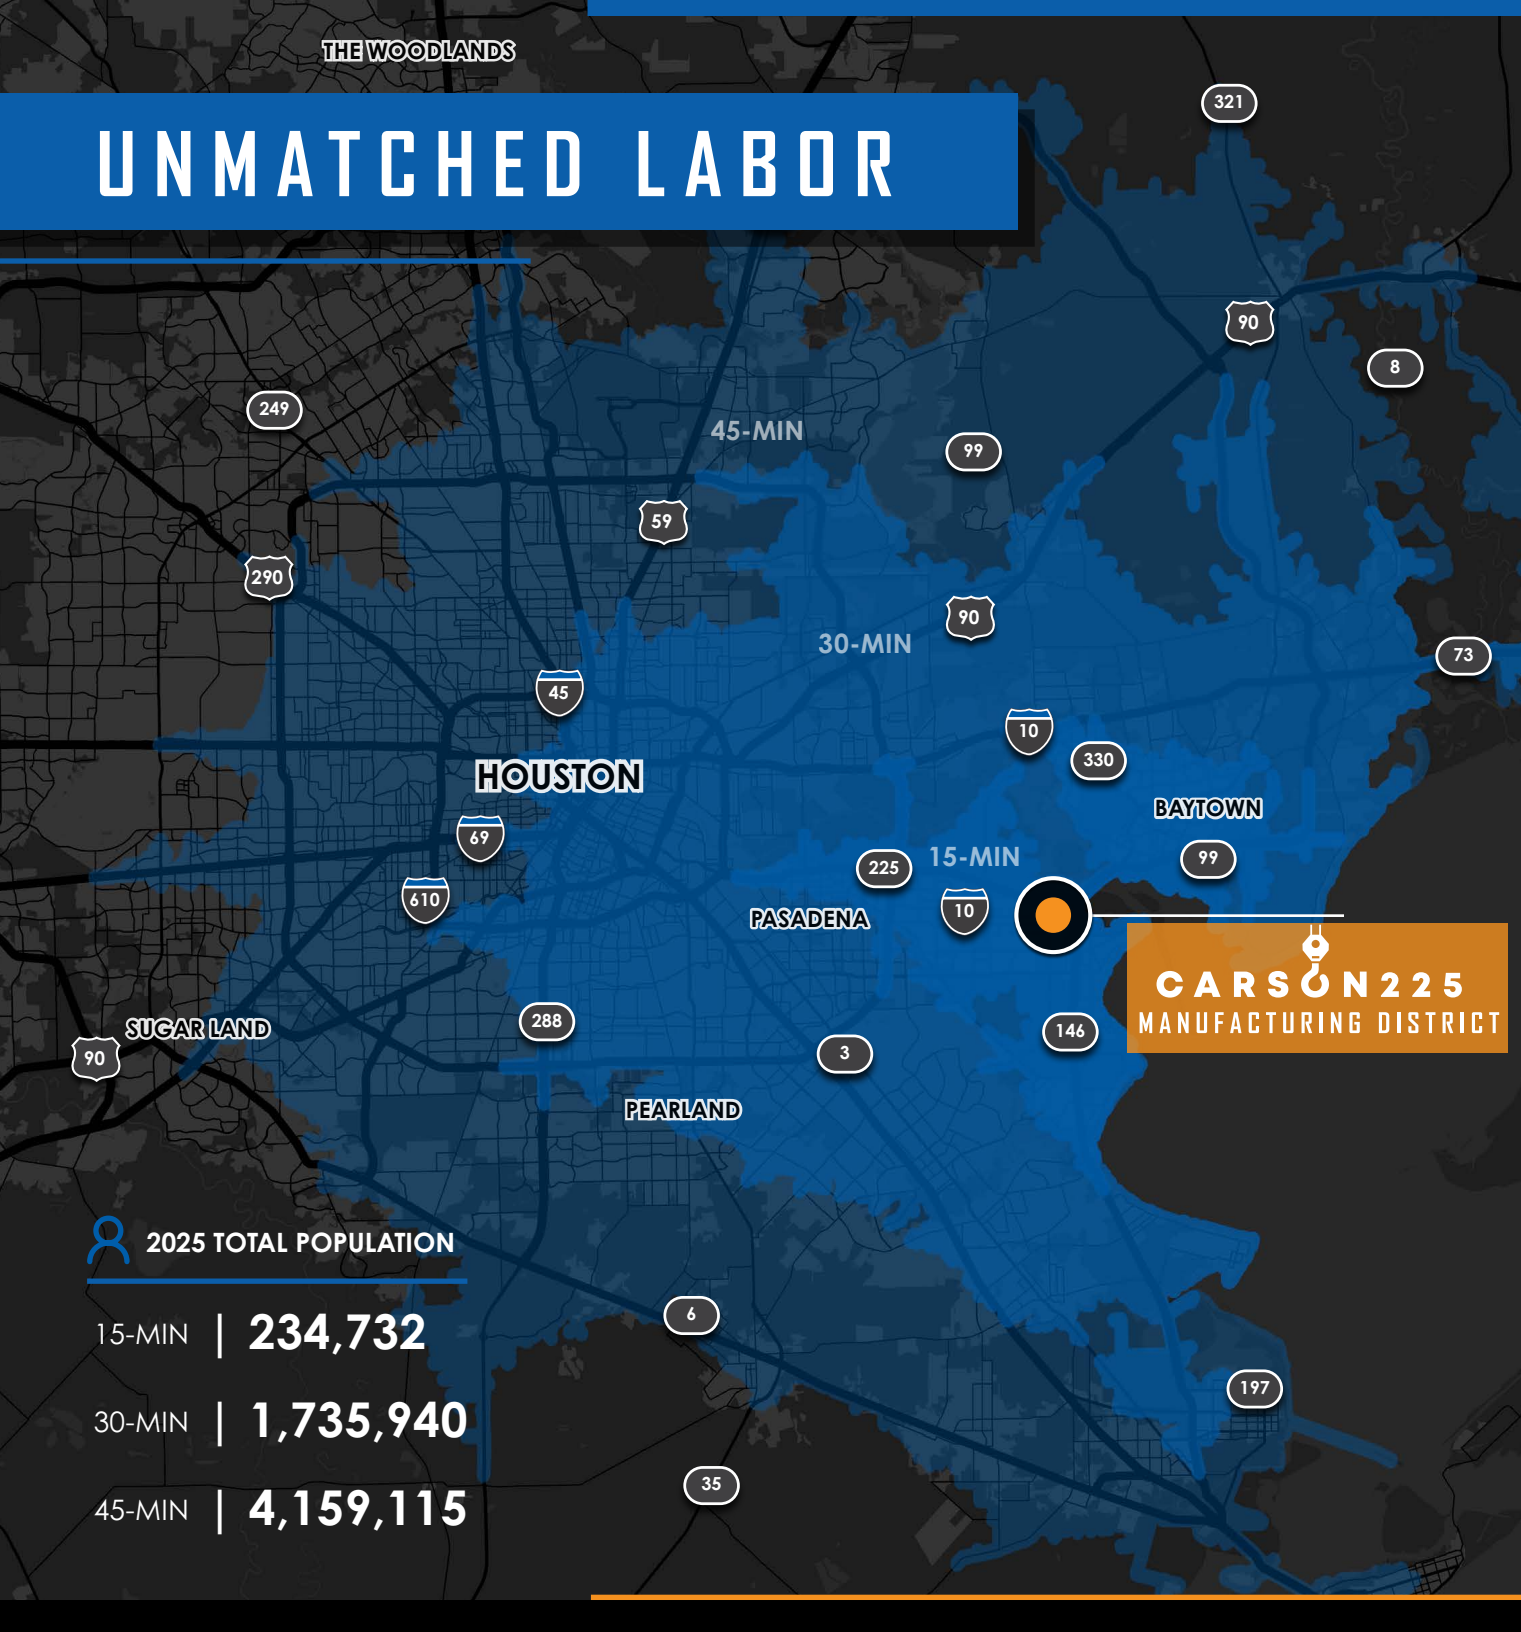 THE WOODLANDS
321
UNMATCHED LABOR
90
8
249
45-MIN
99
59
290
90
30-MIN
73
45
10
330
HOUSTON
BAYTOWN
69
15-MIN
99
225
610
10
PASADENA
CARSON225
MANUFACTURING DISTRICT
SUGAR LAND
288
146
90
3
PEARLAND
2025 TOTAL POPULATION
15-MIN | 234,732
6
197
30-MIN | 1,735,940
35
45-MIN | 4,159,115